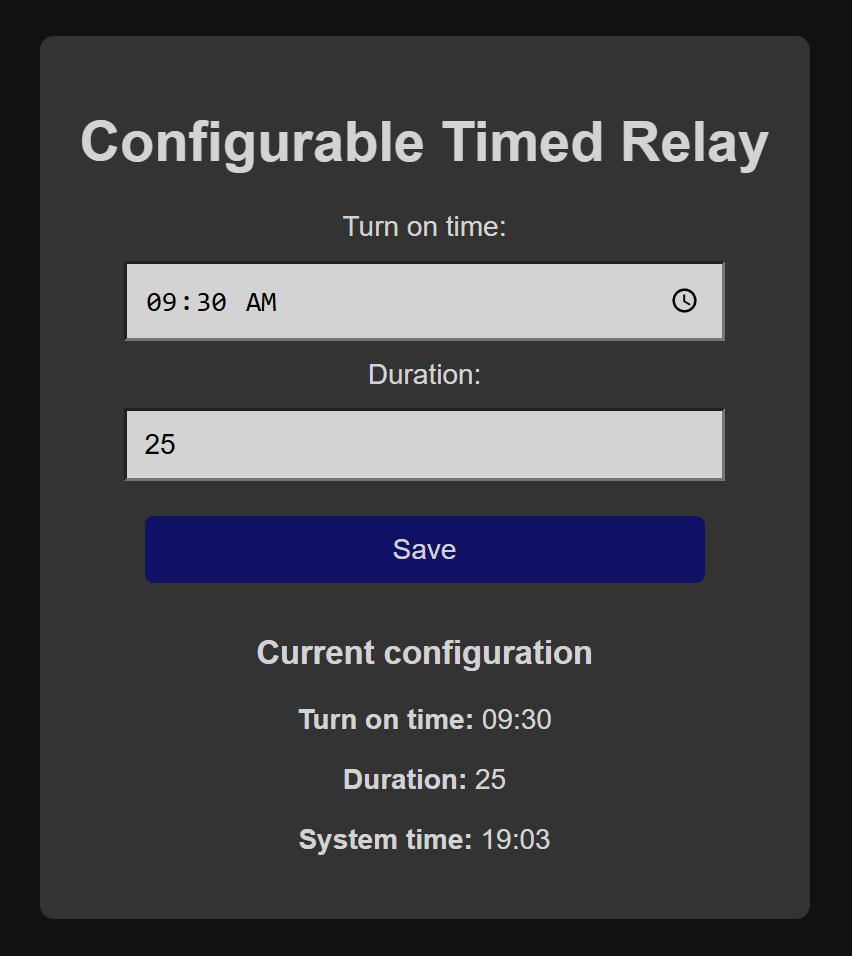 Configurable Timed Relay
Turn on time:
09:30 AM
Duration:
25
Save
Current configuration
Turn on time: 09:30
Duration: 25
System time: 19:03